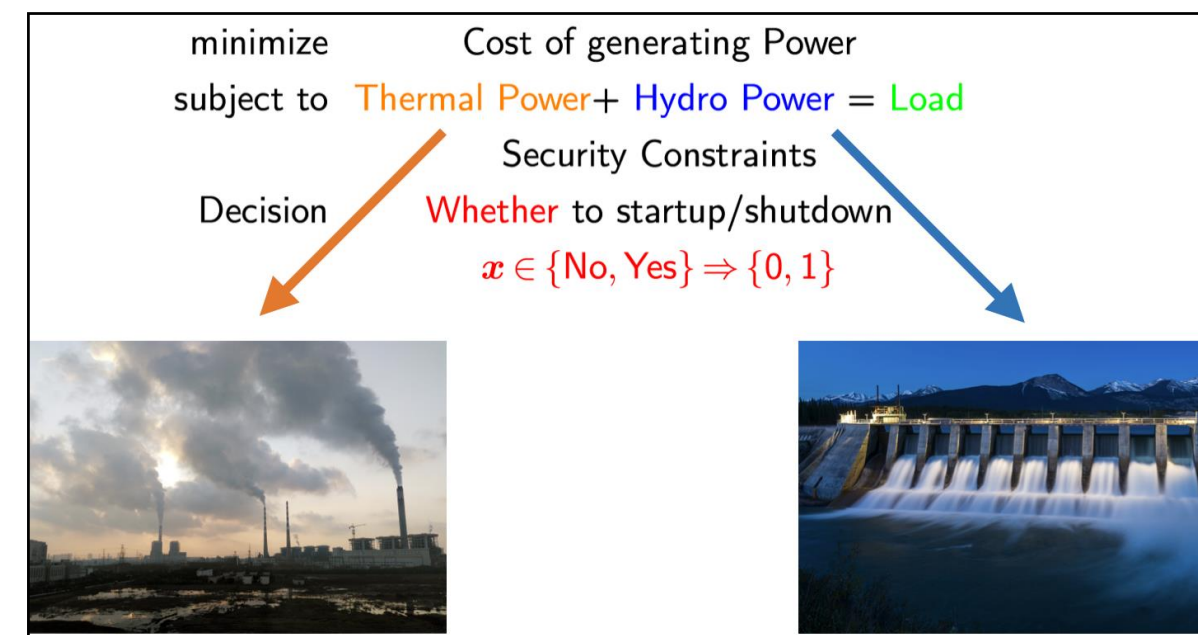 minimize Cost of generating Power
subject to Thermal Power+ Hydro Power = Load
Security Constraints
Decision Whether to startup/shutdown
x ∈ {No, Yes} ⇒ {0, 1}